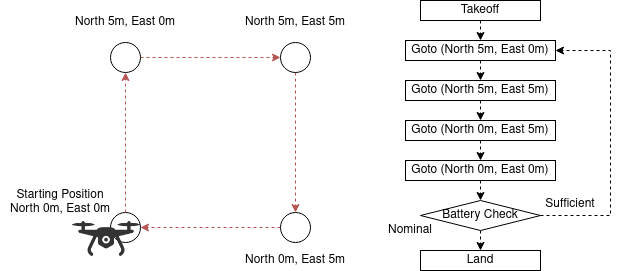 North 5m, East 0m
North 5m, East 5m
Starting Position
North 0m, East 0m
North 0m, East 5m
Takeoff
Goto (North 5m, East 0m)
Goto (North 5m, East 5m)
Goto (North 0m, East 5m)
Goto (North 0m, East 0m)
Battery Check
Sufficient
Nominal
Land